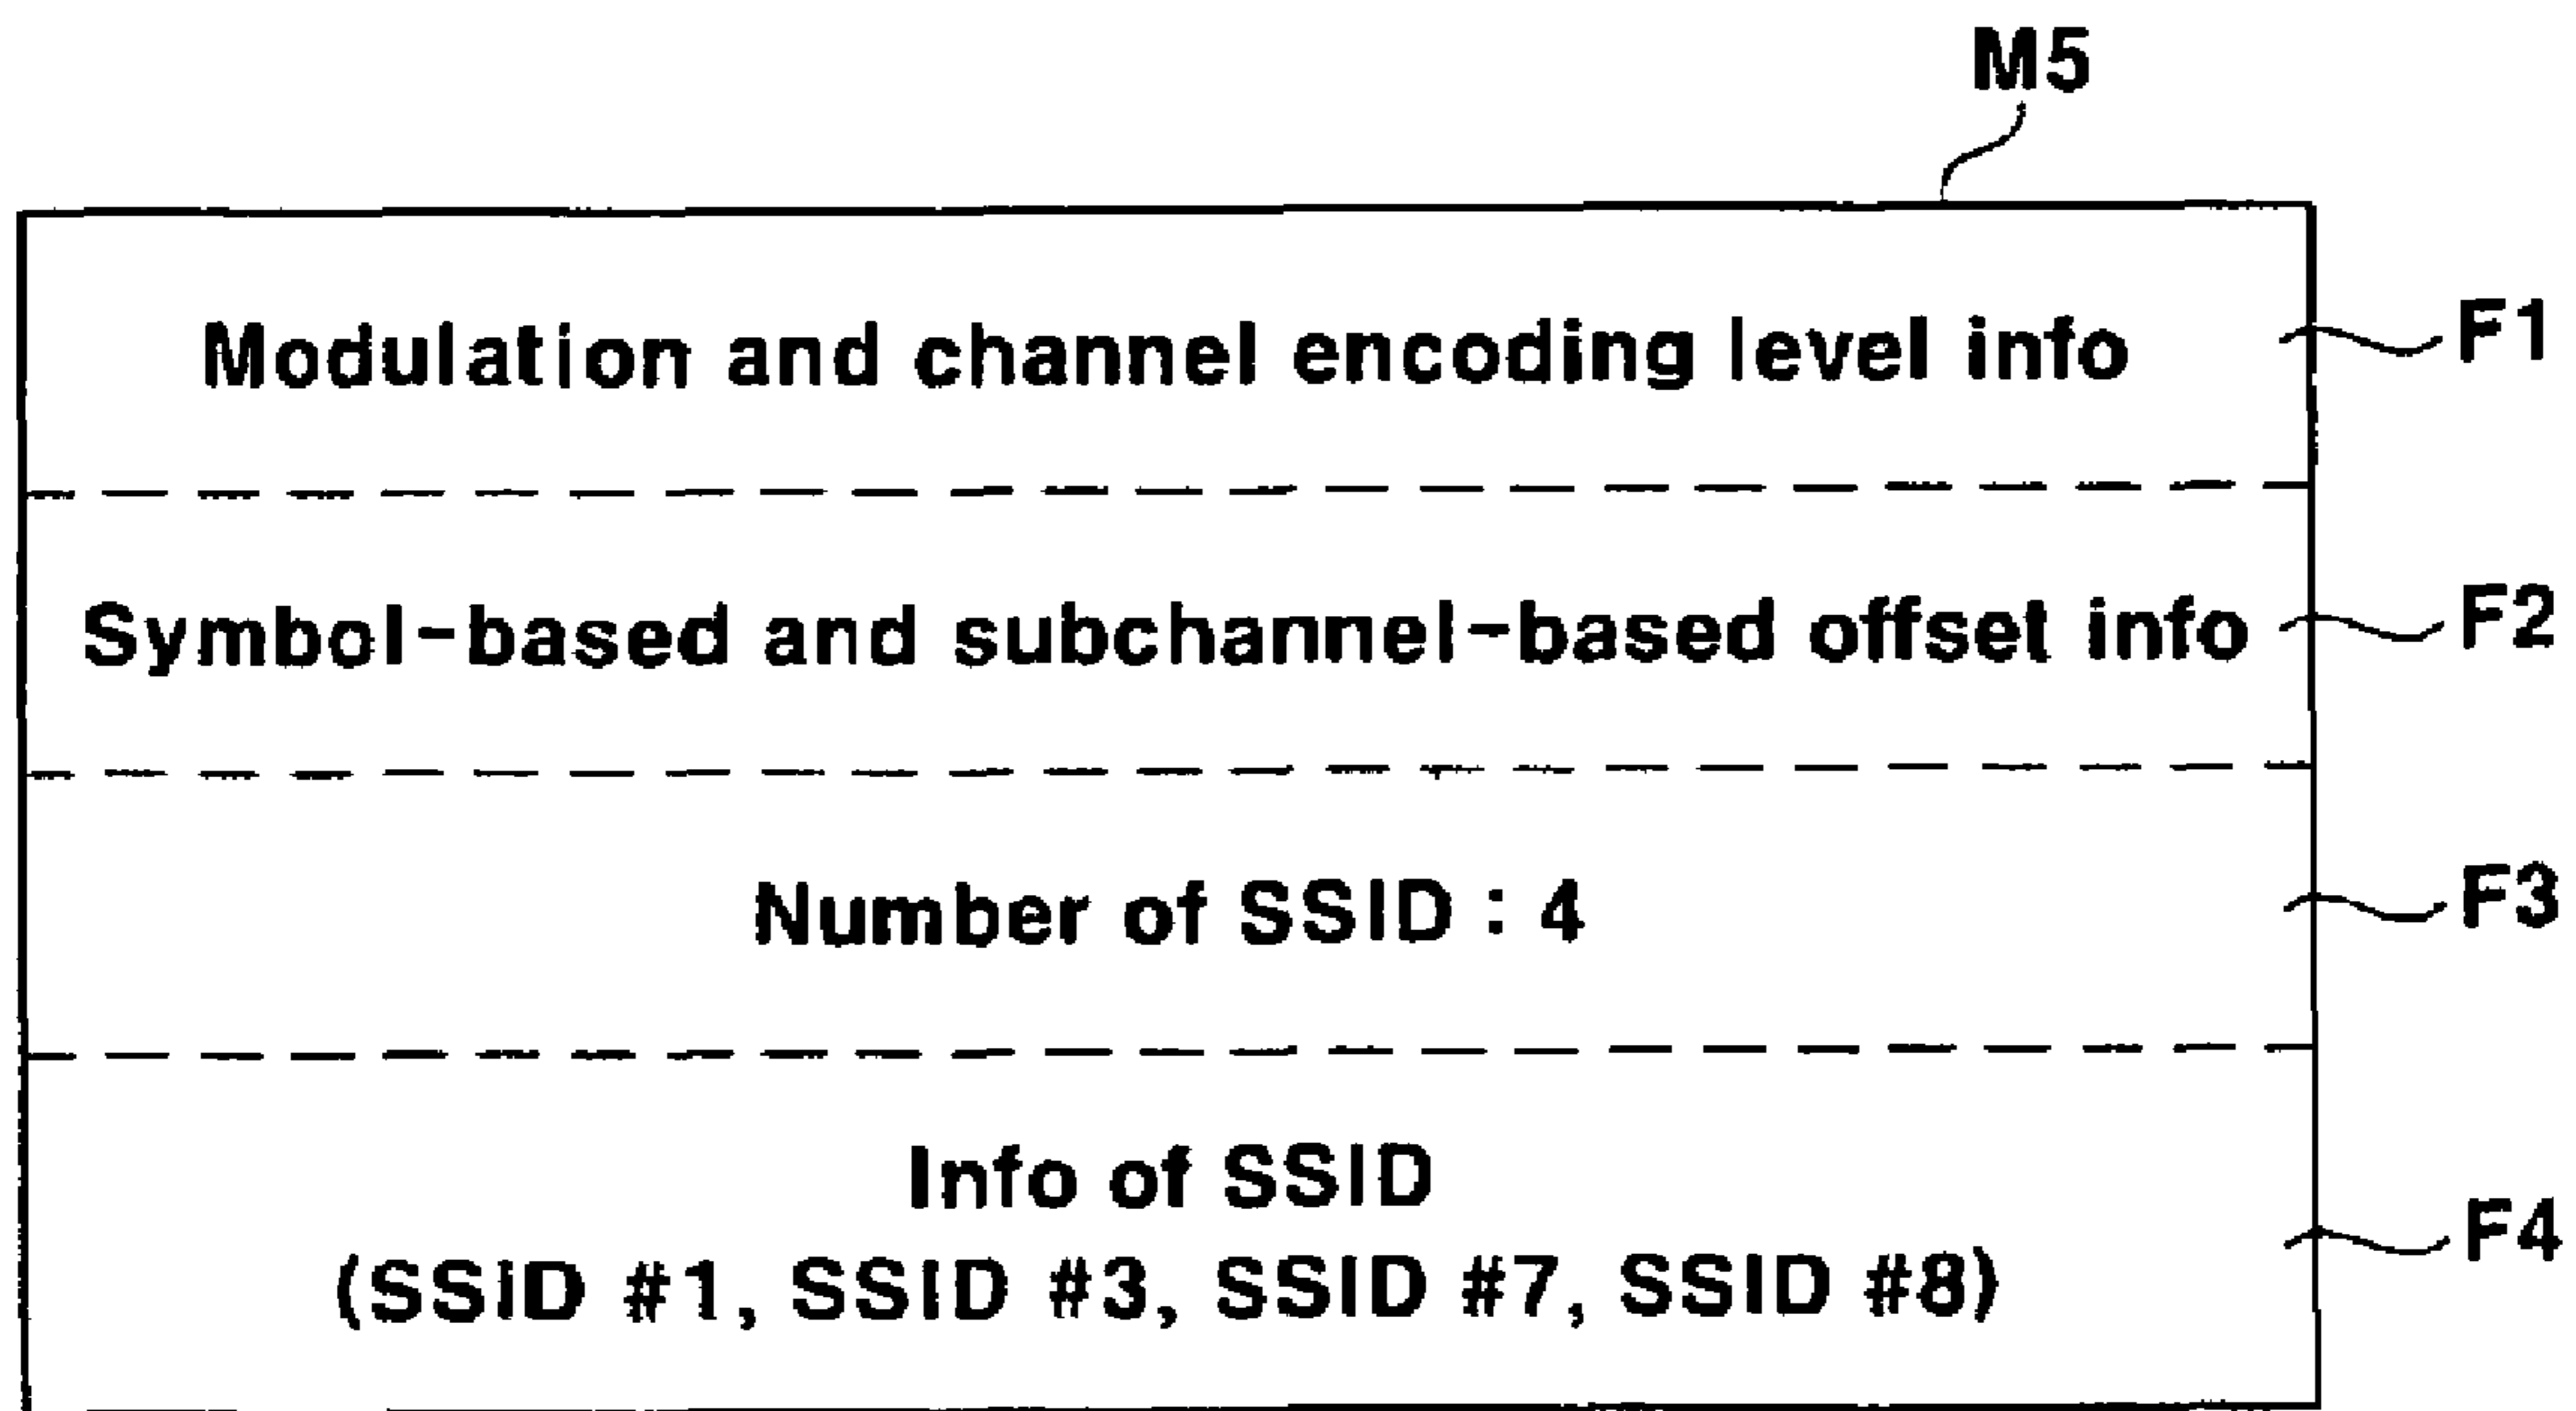 M5
Modulation and channel encoding level info
F1
Symbol-based and subchannel-based offset info
F2
Number of SSID : 4
F3
Info of SSID
(SSID #1, SSID #3, SSID #7, SSID #8)
F4